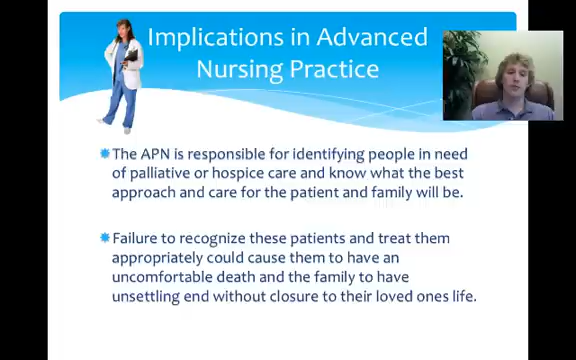 Implications in Advanced
Nursing Practice
The APN is responsible for identifying people in need
of palliative or hospice care and know what the best
approach and care for the patient and family will be.
Failure to recognize these patients and treat them
appropriately could cause them to have an
uncomfortable death and the family to have
unsettling end without closure to their loved ones life.